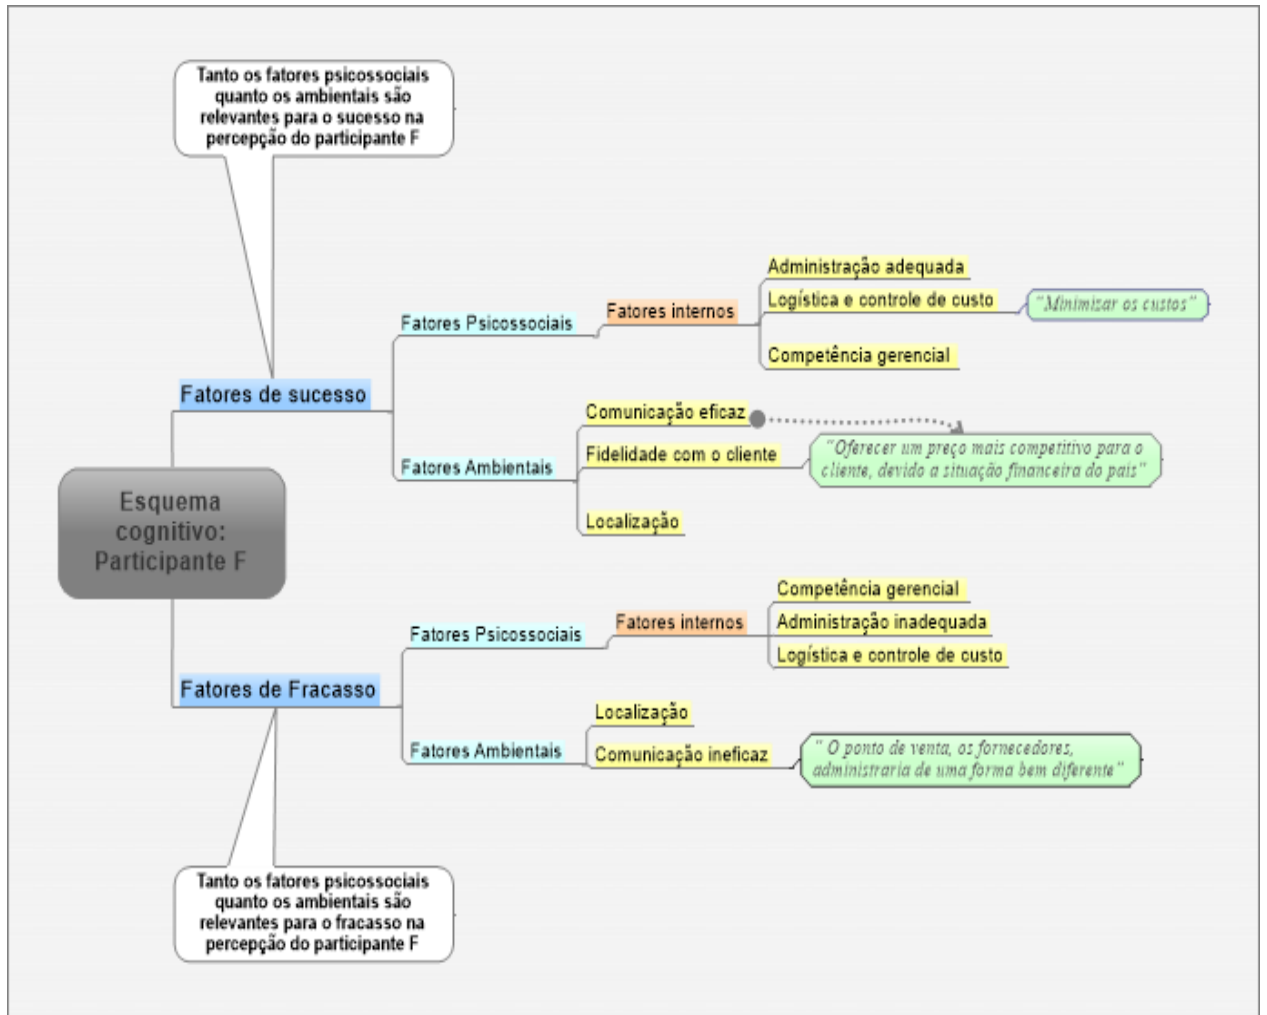 Tanto os fatores psicossociais
quanto os ambientais são
relevantes para o sucesso na
percepção do participante F
Administração adequada
Logística e controle de custo
"Minimizar os custos"
Fatores internos
Fatores Psicossociais
Competência gerencial
Fatores de sucesso
Comunicação eficaz
Fidelidade com o cliente
"Oferecer um preço mais competitivo para o
cliente, devido a situação financeira do país"
Fatores Ambientais
Localização
Esquema
cognitivo:
Participante F
Competência gerencial
Fatores internos
Administração inadequada
Fatores Psicossociais
Logística e controle de custo
Fatores de Fracasso
Localização
Fatores Ambientais
Comunicação ineficaz
" O ponto de venda, os fornecedores,
administraria de uma forma bem diferente"
Tanto os fatores psicossociais
quanto os ambientais são
relevantes para o fracasso na
percepção do participante F